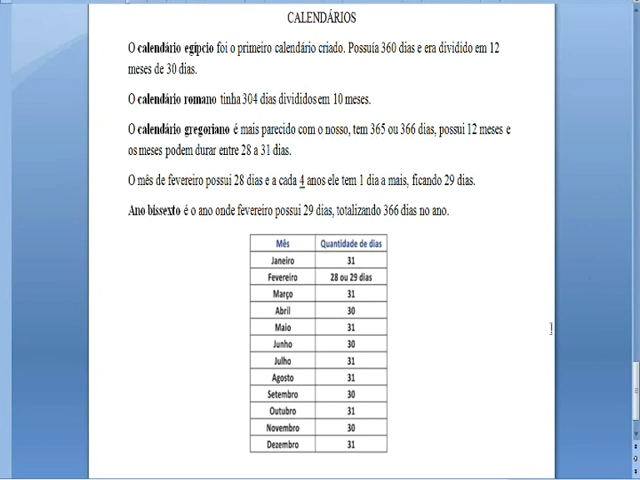 CALENDÁRIOS
O calendário egípcio foi o primeiro calendário criado. Possuía 360 dias e era dividido em 12
meses de 30 dias.
O calendário romano tinha 304 dias divididos em 10 meses.
O calendário gregoriano é mais parecido com o nosso, tem 365 ou 366 dias, possui 12 meses e
os meses podem durar entre 28 a 31 dias.
O mês de fevereiro possui 28 dias e a cada 4 anos ele tem 1 dia a mais, ficando 29 dias.
Ano bissexto é o ano onde fevereiro possui 29 dias, totalizando 366 dias no ano.
Mês Quantidade de dias
Janeiro 31
Fevereiro 28 ou 29 dias
Março 31
Abril 30
Maio 31
Junho 30
Julho 31
Agosto 31
Setembro 30
Outubro 31
Novembro 30
Dezembro 31